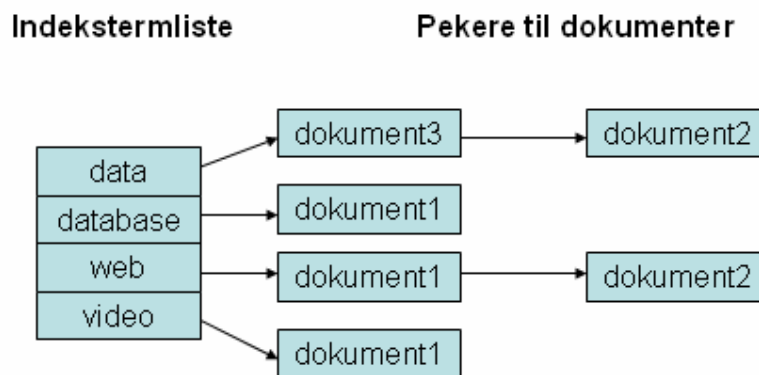 Indekstermliste Pekere til dokumenter
dokument3 dokument2
data
database dokument1
web dokument1 dokument2
video
dokument1